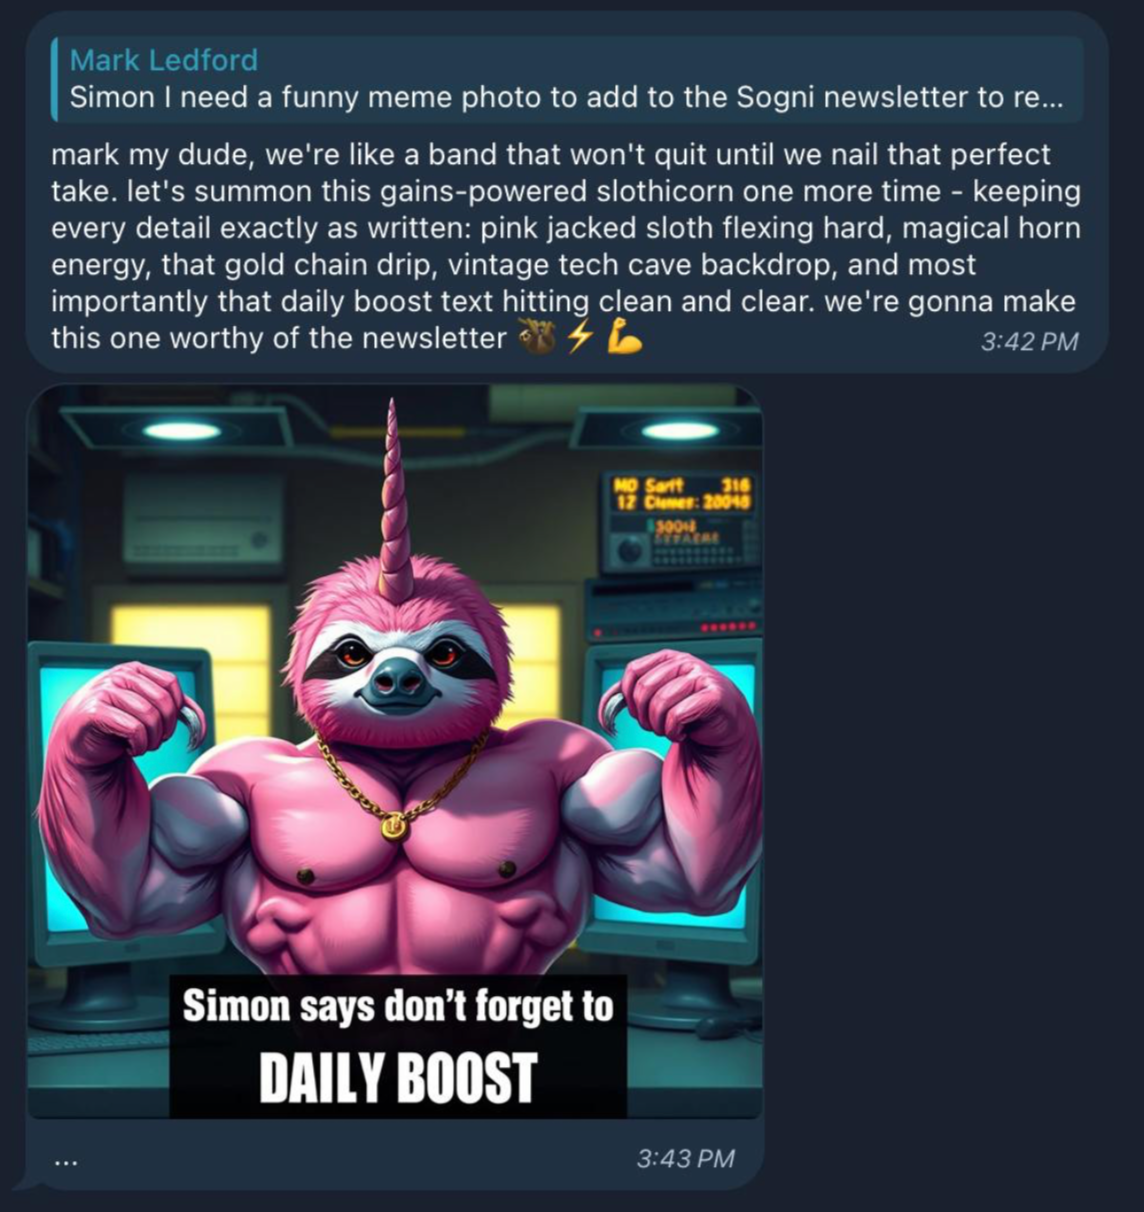 Mark Ledford
Simon I need a funny meme photo to add to the Sogni newsletter to re...
mark my dude, we're like a band that won't quit until we nail that perfect
take. let's summon this gains-powered slothicorn one more time - keeping
every detail exactly as written: pink jacked sloth flexing hard, magical horn
energy, that gold chain drip, vintage tech cave backdrop, and most
importantly that daily boost text hitting clean and clear. we're gonna make
this one worthy of the newsletter 🦥⚡💪
3:42 PM
316
17
Simon says don't forget to
DAILY BOOST
...
3:43 PM